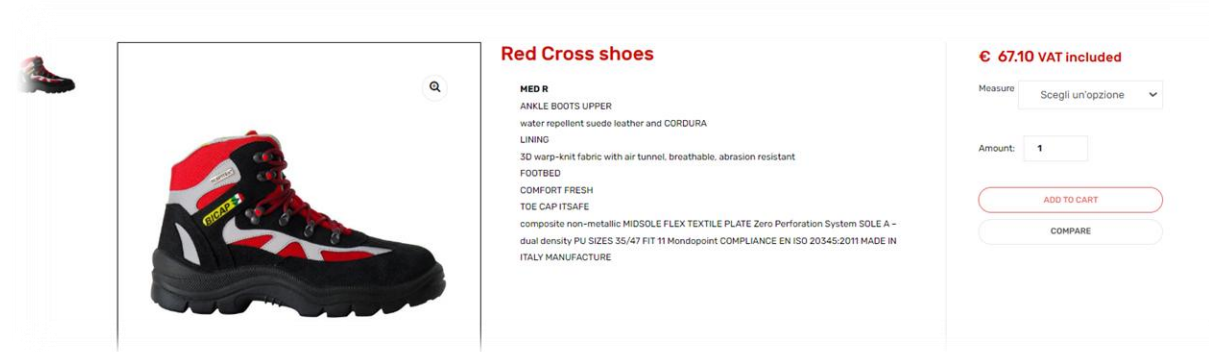 Red Cross shoes
MED R
ANKLE BOOTS UPPER
water repellent suede leather and CORDURA
LINING
3D warp-knit fabric with air tunnel, breathable, abrasion resistant
FOOTBED
COMFORT FRESH
TOE CAP ITSAFE
composite non-metallic MIDSOLE FLEX TEXTILE PLATE Zero Perforation System SOLE A –
dual density PU SIZES 35/47 FIT 11 Mondopoint COMPLIANCE EN ISO 20345:2011 MADE IN
ITALY MANUFACTURE
€ 67.10 VAT included
Measure
Scegli un'opzione
Amount: 1
ADD TO CART
COMPARE
BICAP